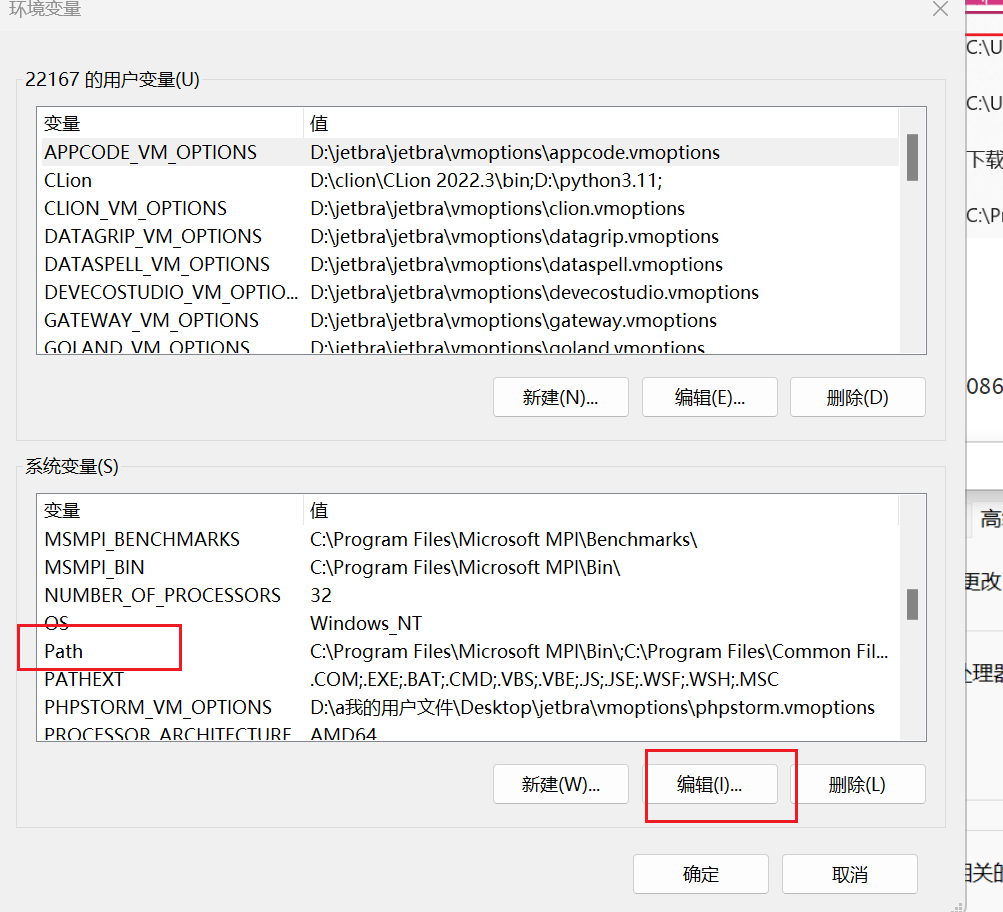 环境变量
C:\U
22167 的用户变量(U)
C:\U
变量 值
APPCODE_VM_OPTIONS D:\jetbra\jetbra\vmoptions\appcode.vmoptions
下载
CLion D:\clion\CLion 2022.3\bin;D:\python3.11;
CLION_VM_OPTIONS D:\jetbra\jetbra\vmoptions\clion.vmoptions
DATAGRIP_VM_OPTIONS D:\jetbra\jetbra\vmoptions\datagrip.vmoptions
DATASPELL_VM_OPTIONS D:\jetbra\jetbra\vmoptions\dataspell.vmoptions
DEVECOSTUDIO_VM_OPTIO... D:\jetbra\jetbra\vmoptions\devecostudio.vmoptions
GATEWAY_VM_OPTIONS D:\jetbra\jetbra\vmoptions\gateway.vmoptions
GOLAND_VM_OPTIONS D:\jetbra\jetbra\vmoptions\goland.vmoptions
086
新建(N)... 编辑(E)... 删除(D)
系统变量(S)
变量 值
MSMPI_BENCHMARKS C:\Program Files\Microsoft MPI\Benchmarks\
MSMPI_BIN C:\Program Files\Microsoft MPI\Bin\
更改
NUMBER_OF_PROCESSORS 32
OS Windows_NT
Path C:\Program Files\Microsoft MPI\Bin\;C:\Program Files\Common Fil...
PATHEXT .COM;.EXE;.BAT;.CMD;.VBS;.VBE;.JS;.JSE;.WSF;.WSH;.MSC
PHPSTORM_VM_OPTIONS D:\a我的用户文件\Desktop\jetbra\vmoptions\phpstorm.vmoptions
PROCESSOR_ARCHITECTURE AMD64
新建(W)... 编辑(I)... 删除(L)
确定 取消